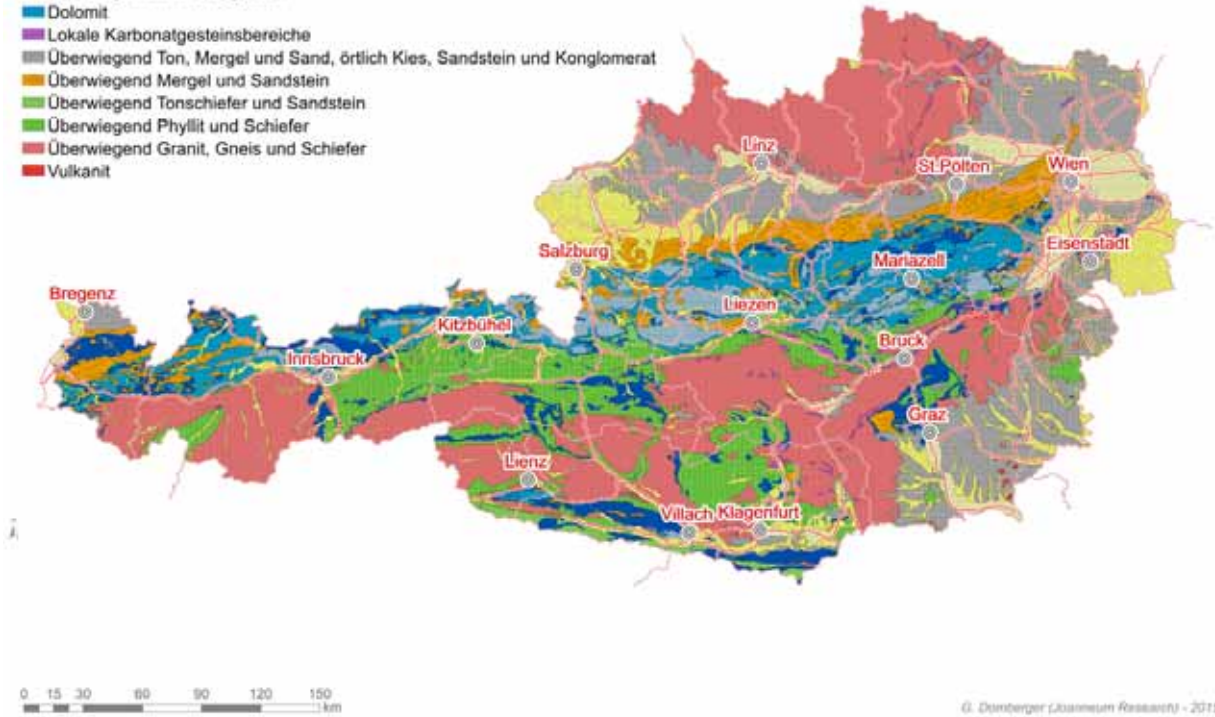 Dolomit
Lokale Karbonatgesteinsbereiche
Überwiegend Ton, Mergel und Sand, örtlich Kies, Sandstein und Konglomerat
Überwiegend Mergel und Sandstein
Überwiegend Tonschiefer und Sandstein
Überwiegend Phyllit und Schiefer
Überwiegend Granit, Gneis und Schiefer
Vulkanit
Linz
St.Pölten
Wien
Salzburg
Mariazell
Eisenstadt
Bregenz
Kitzbühel
Liezen
Innsbruck
Bruck
Graz
Lienz
Villach
Klagenfurt
0 15 30 60 90 120 150
km
G. Domberger (Joanneum Research) -